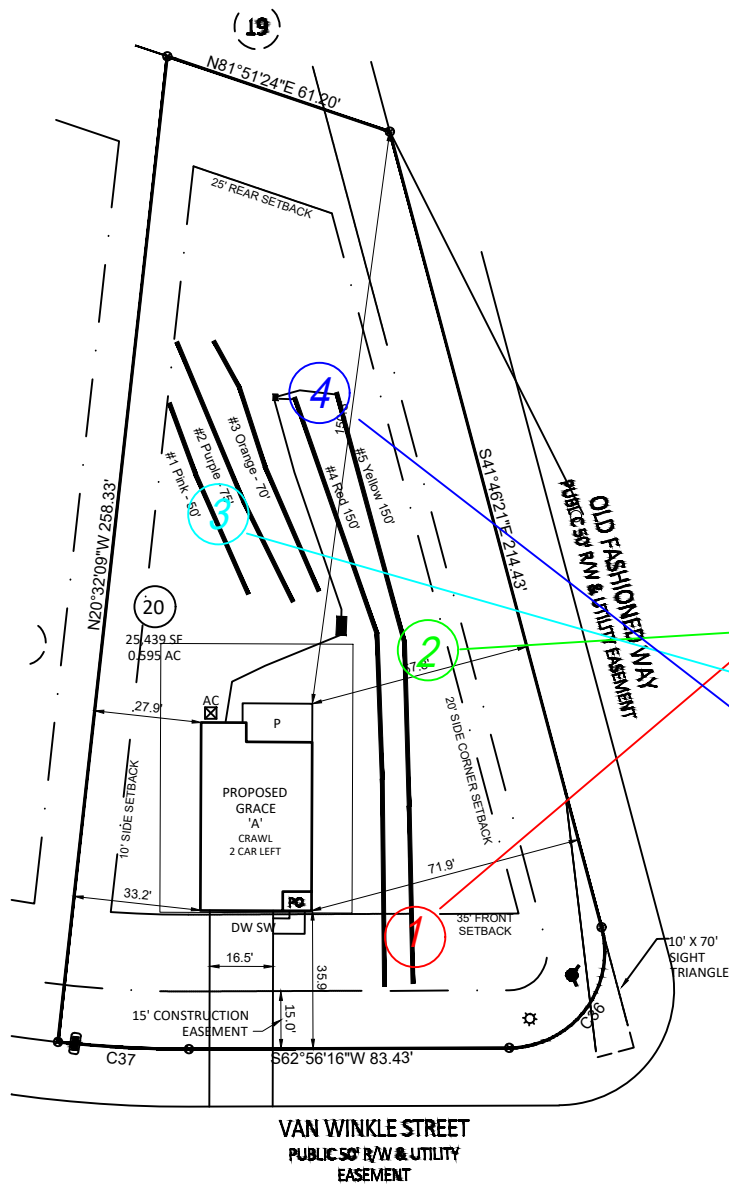 19
N81°51'24"E 61.20'
25' REAR SETBACK
4
#3 Orange - 70'
#2 Purple - 75'
#1 Pink - 50'
#5 Yellow 150'
#4 Red 150'
3
S41°46'21"E 214.43'
OLD FASHIONED WAY
PUBLIC 50' R/W & UTILITY EASEMENT
N20°32'09"W 258.33'
20
25,439 SF
0.595 AC
2
AC
27.9'
P
20' SIDE CORNER SETBACK
10' SIDE SETBACK
PROPOSED
GRACE
'A'
CRAWL
2 CAR LEFT
71.9'
33.2'
DW SW
1
35' FRONT
SETBACK
16.5'
35.9'
10' X 70'
SIGHT
TRIANGLE
15' CONSTRUCTION
EASEMENT
15.0'
C36
C37
S62°56'16"W 83.43'
VAN WINKLE STREET
PUBLIC 50' R/W & UTILITY
EASEMENT